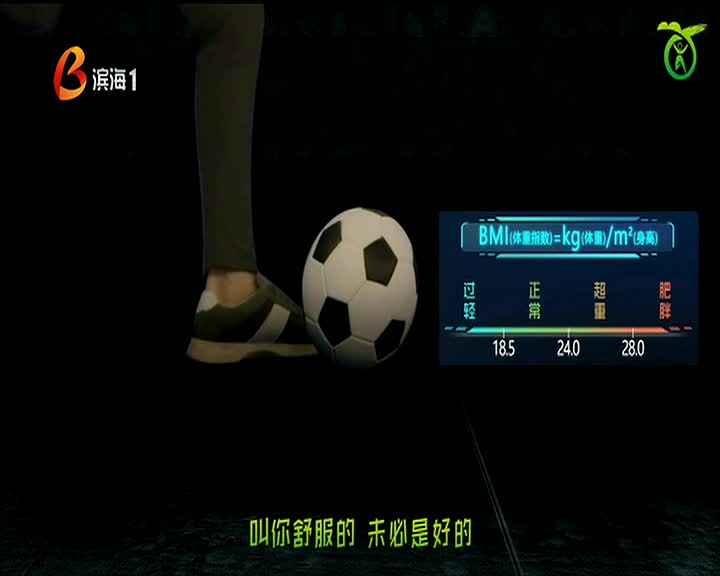 滨海1
BMI(体重指数)=kg(体重)/m²(身高)
过轻 正常 超重 肥胖
18.5 24.0 28.0
叫你舒服的 未必是好的